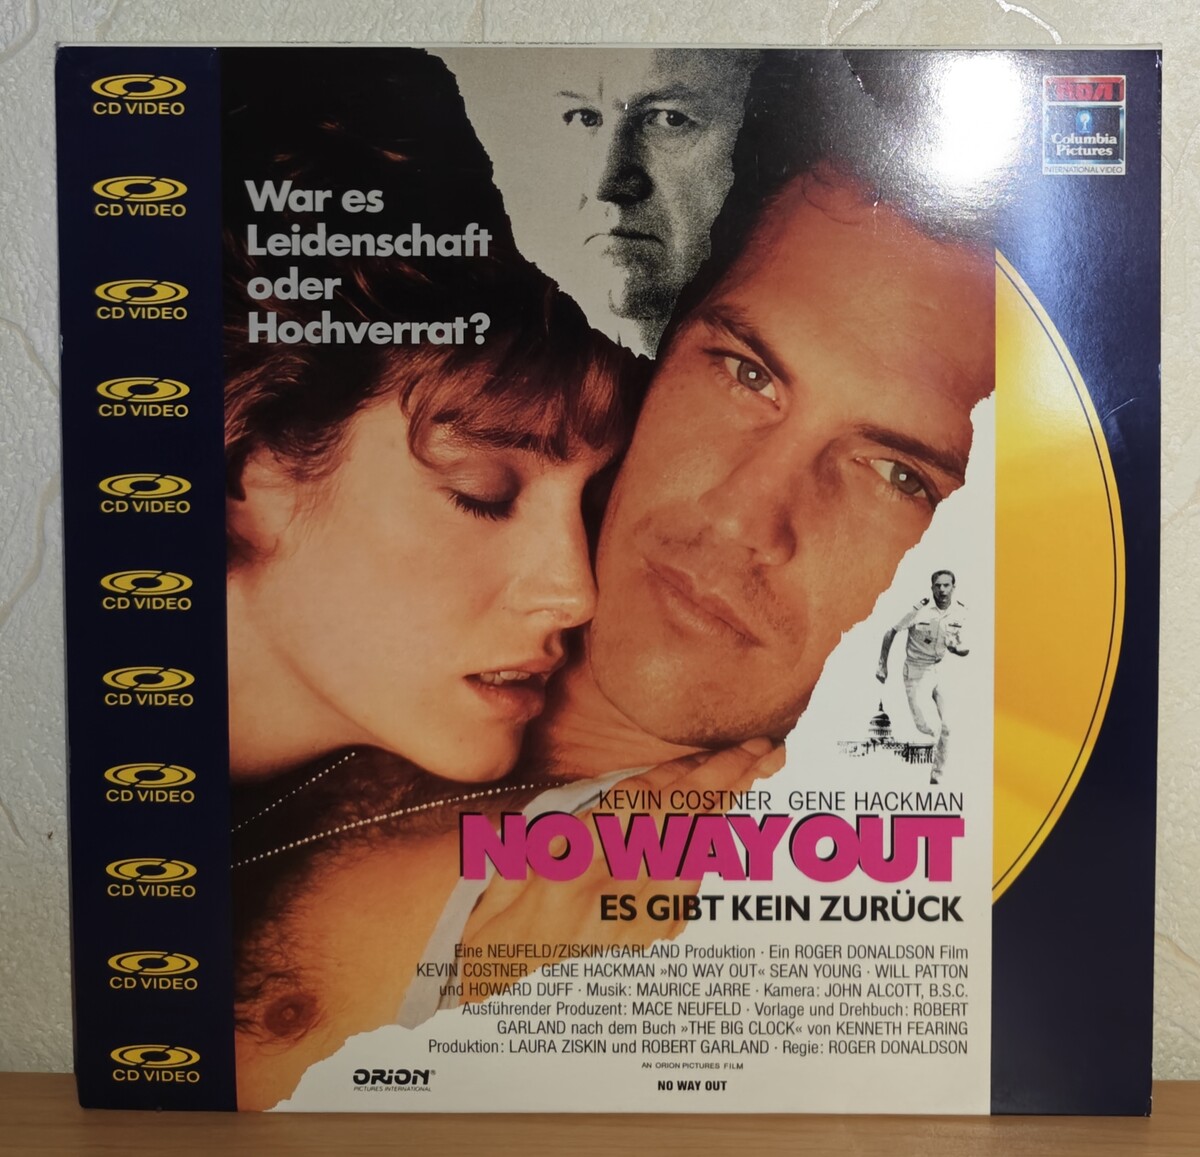 CD VIDEO
CD VIDEO
CD VIDEO
CD VIDEO
CD VIDEO
CD VIDEO
CD VIDEO
CD VIDEO
CD VIDEO
CD VIDEO
CD VIDEO
War es
Leidenschaft
oder
Hochverrat?
RCA
Columbia
Pictures
INTERNATIONAL VIDEO
KEVIN COSTNER GENE HACKMAN
NO WAY OUT
ES GIBT KEIN ZURÜCK
Eine NEUFELD/ZISKIN/GARLAND Produktion · Ein ROGER DONALDSON Film
KEVIN COSTNER · GENE HACKMAN »NO WAY OUT« SEAN YOUNG · WILL PATTON
und HOWARD DUFF · Musik: MAURICE JARRE · Kamera: JOHN ALCOTT, B.S.C.
Ausführender Produzent: MACE NEUFELD · Vorlage und Drehbuch: ROBERT
GARLAND nach dem Buch »THE BIG CLOCK« von KENNETH FEARING
Produktion: LAURA ZISKIN und ROBERT GARLAND · Regie: ROGER DONALDSON
AN ORION PICTURES FILM
ORION®
PICTURES INTERNATIONAL
NO WAY OUT